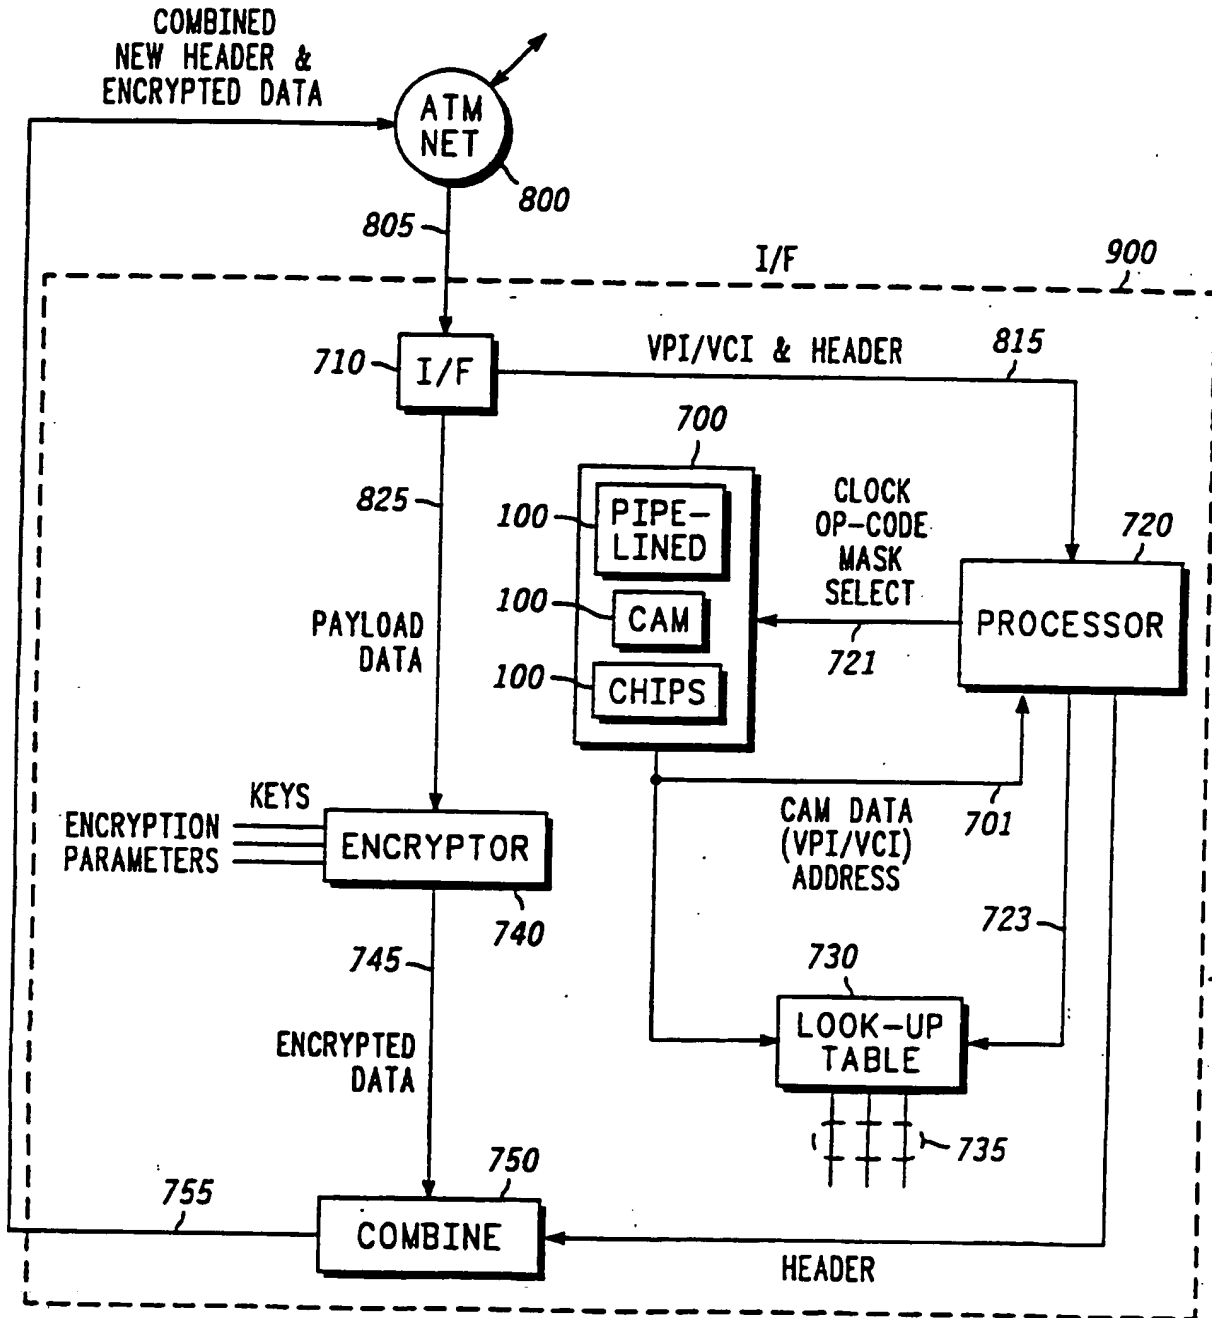 COMBINED
NEW HEADER &
ENCRYPTED DATA
ATM
NET
800
805
I/F
900
710
I/F
VPI/VCI & HEADER
815
700
825
100
PIPE-
LINED
CLOCK
OP-CODE
MASK
SELECT
720
100
CAM
PROCESSOR
PAYLOAD
DATA
721
100
CHIPS
KEYS
ENCRYPTION
PARAMETERS
ENCRYPTOR
701
CAM DATA
(VPI/VCI)
ADDRESS
740
723
745
730
LOOK-UP
TABLE
ENCRYPTED
DATA
735
750
755
COMBINE
HEADER